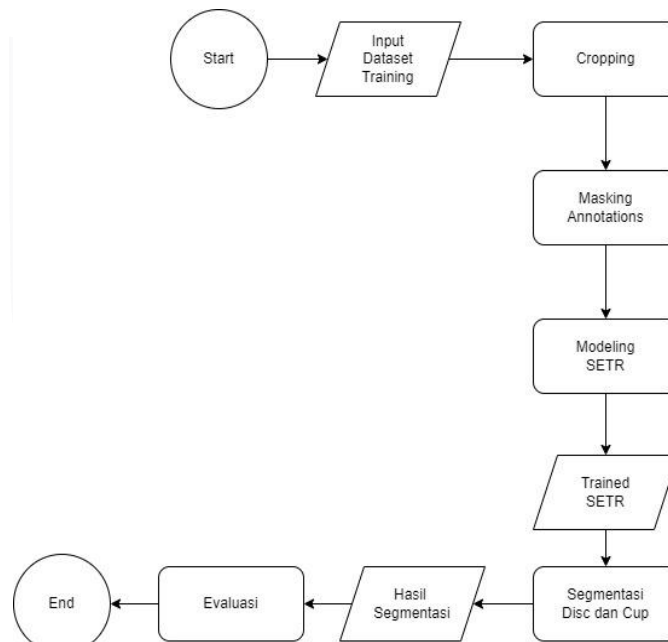 Start
Input
Dataset
Training
Cropping
Masking
Annotations
Modeling
SETR
Trained
SETR
Segmentasi
Disc dan Cup
Hasil
Segmentasi
Evaluasi
End